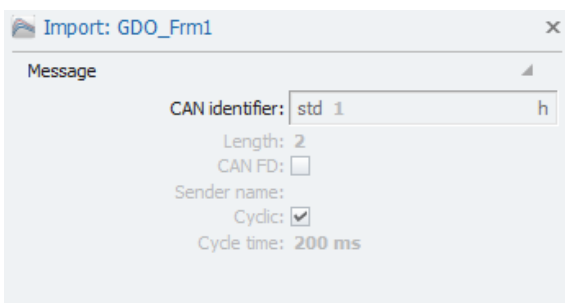 Import: GDO_Frm1
Message
CAN identifier: std 1 h
Length: 2
CAN FD:
Sender name:
Cyclic:
Cycle time: 200 ms